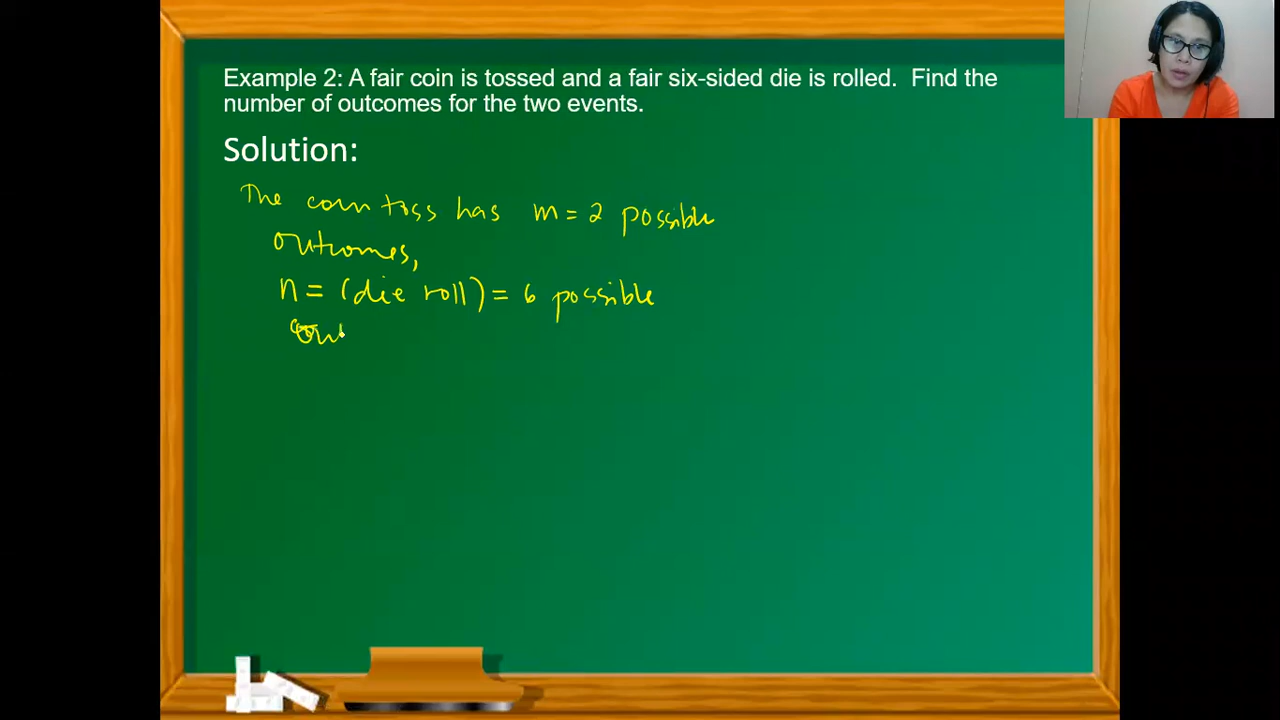 Example 2: A fair coin is tossed and a fair six-sided die is rolled. Find the
number of outcomes for the two events.
Solution:
The coin toss has m = 2 possible
outcomes,
n = (die roll) = 6 possible
ou